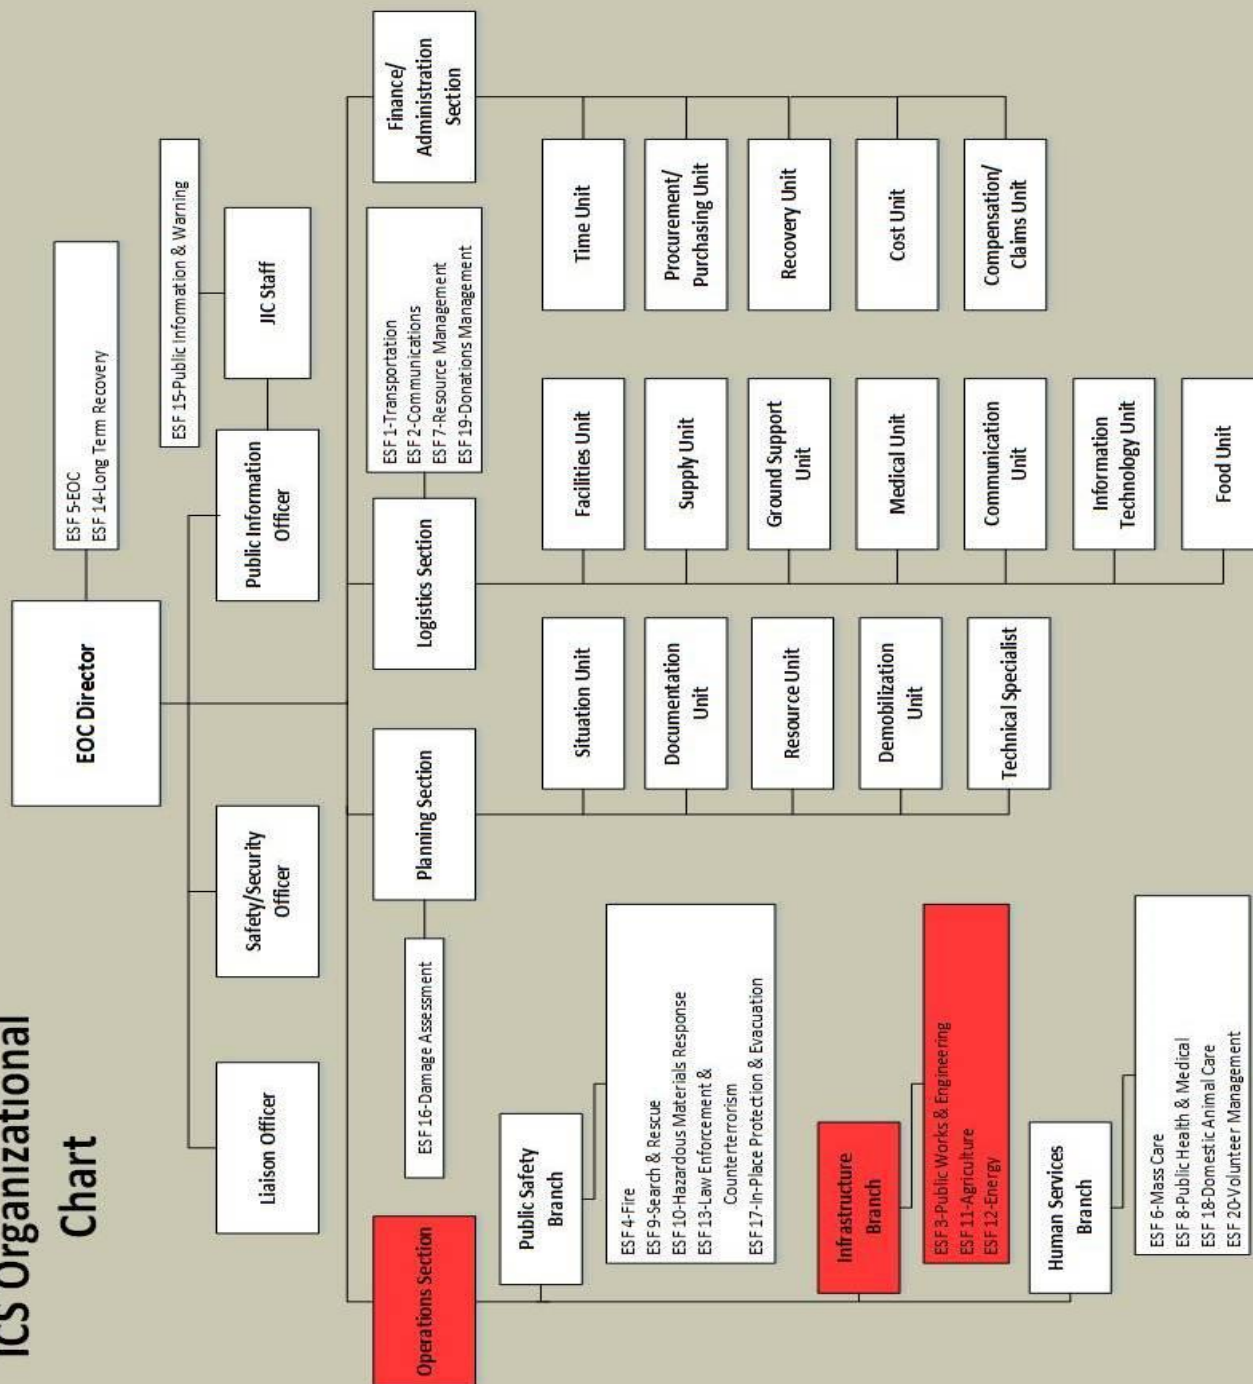 ICS Organizational
Chart
EOC Director
ESF 5-EOC
ESF 14-Long Term Recovery
Liaison Officer
Safety/Security
Officer
Public Information
Officer
JIC Staff
ESF 15-Public Information & Warning
Operations Section
ESF 16-Damage Assessment
Planning Section
Logistics Section
ESF 1-Transportation
ESF 2-Communications
ESF 7-Resource Management
ESF 19-Donations Management
Finance/
Administration
Section
Public Safety
Branch
ESF 4-Fire
ESF 9-Search & Rescue
ESF 10-Hazardous Materials Response
ESF 13-Law Enforcement &
Counterterrorism
ESF 17-In-Place Protection & Evacuation
Infrastructure
Branch
ESF 3-Public Works & Engineering
ESF 11-Agriculture
ESF 12-Energy
Human Services
Branch
ESF 6-Mass Care
ESF 8-Public Health & Medical
ESF 18-Domestic Animal Care
ESF 20-Volunteer Management
Situation Unit
Documentation
Unit
Resource Unit
Demobilization
Unit
Technical Specialist
Facilities Unit
Supply Unit
Ground Support
Unit
Medical Unit
Communication
Unit
Information
Technology Unit
Food Unit
Time Unit
Procurement/
Purchasing Unit
Recovery Unit
Cost Unit
Compensation/
Claims Unit